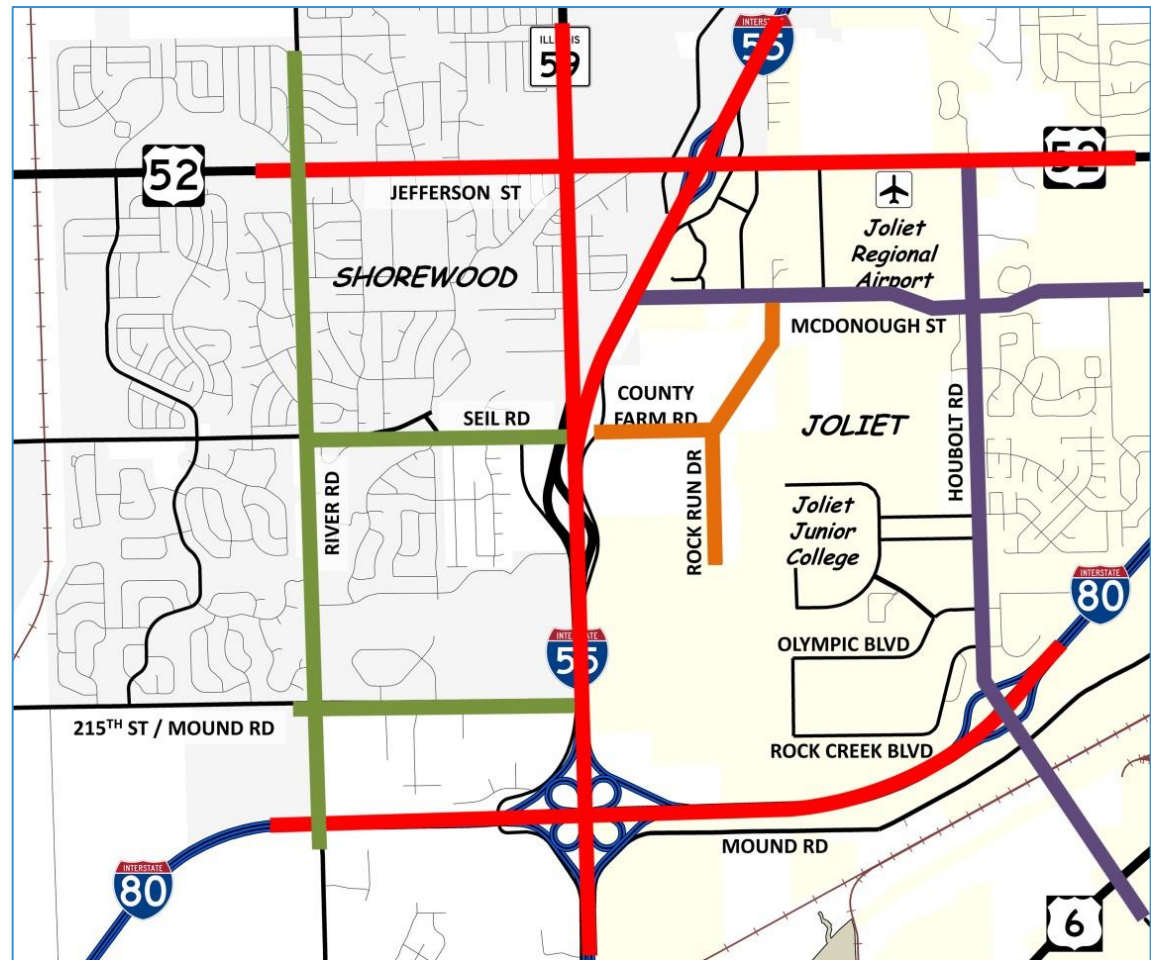 ILLINOIS
59
INTERSTATE
55
52
52
JEFFERSON ST
Joliet
Regional
Airport
SHOREWOOD
MCDONOUGH ST
COUNTY
FARM RD
SEIL RD
JOLIET
HOUBOLT RD
RIVER RD
ROCK RUN DR
Joliet
Junior
College
INTERSTATE
80
INTERSTATE
55
OLYMPIC BLVD
215TH ST / MOUND RD
ROCK CREEK BLVD
MOUND RD
INTERSTATE
80
6